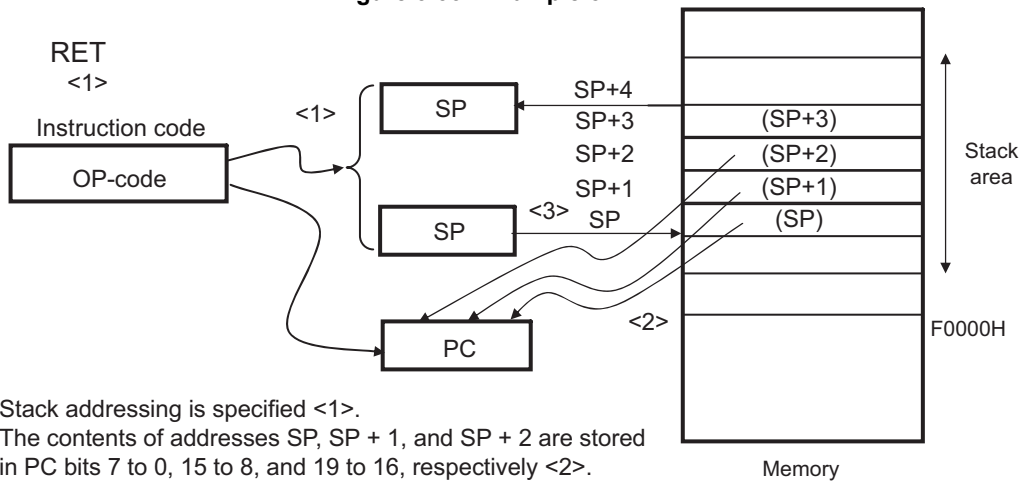 RET
<1>
Instruction code
OP-code
<1>
SP
SP+4
SP+3
SP+2
SP+1
<3>
SP
SP
(SP+3)
(SP+2)
(SP+1)
(SP)
Stack
area
<2>
PC
F0000H
Stack addressing is specified <1>.
The contents of addresses SP, SP + 1, and SP + 2 are stored
in PC bits 7 to 0, 15 to 8, and 19 to 16, respectively <2>.
Memory